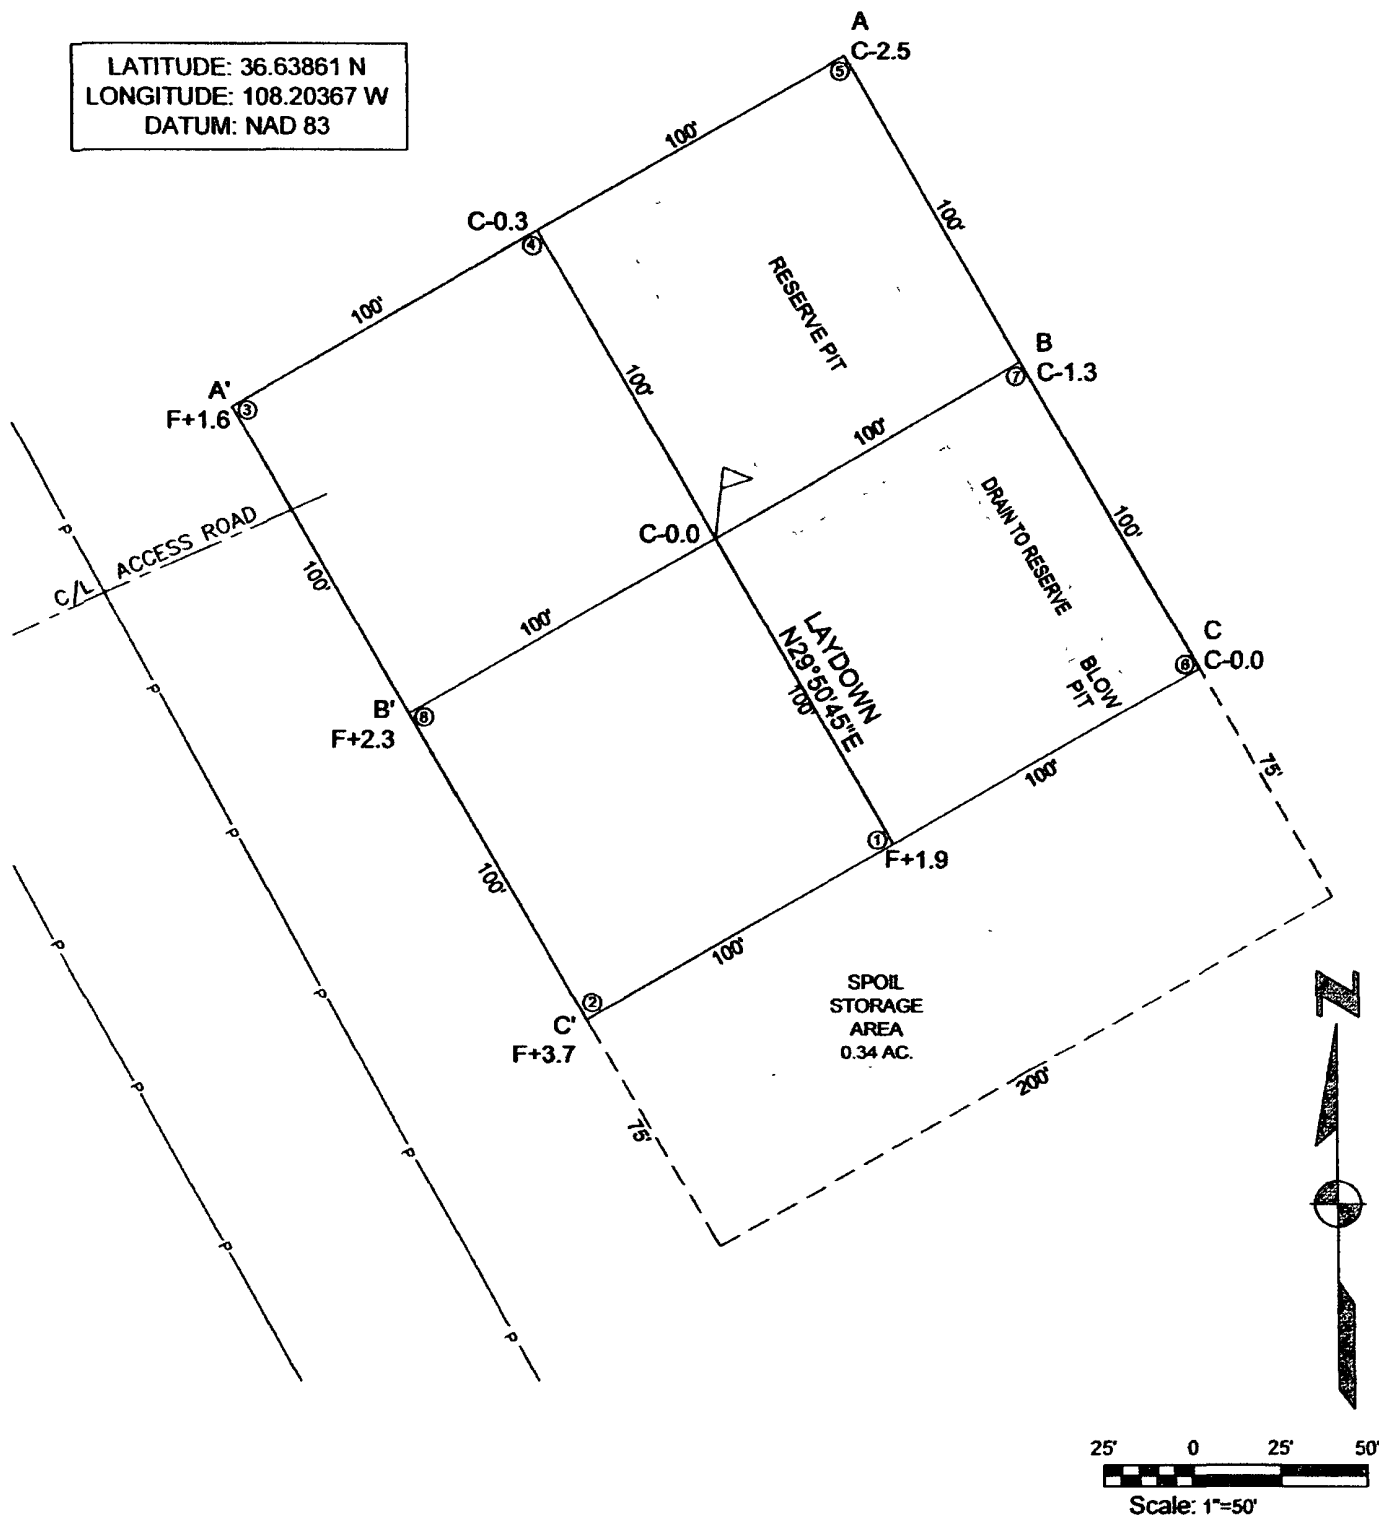 LATITUDE: 36.63861 N
LONGITUDE: 108.20367 W
DATUM: NAD 83
A
C-2.5
5
100'
C-0.3
4
100'
100'
RESERVE PIT
A'
F+1.6
3
100'
B
C-1.3
7
100'
C-0.0
C/L ACCESS ROAD
100'
100'
DRAIN TO RESERVE
100'
LAYDOWN
N29°50'45"E
100'
C
C-0.0
6
BLOW
PIT
B'
F+2.3
8
75'
100'
1
F+1.9
100'
100'
2
C'
F+3.7
SPOIL
STORAGE
AREA
0.34 AC.
200'
75'
P
P
P
P
P
P
P
P
P
N
25' 0 25' 50'
Scale: 1"=50'